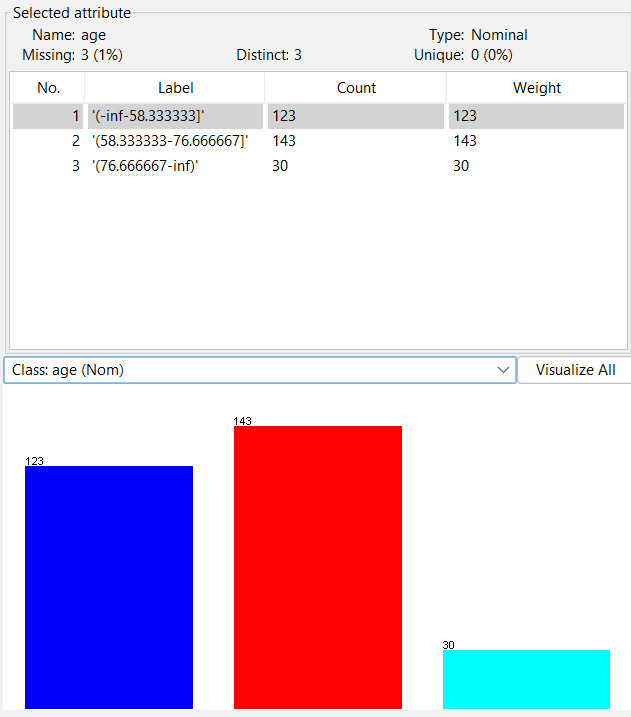 Selected attribute
Name: age Type: Nominal
Missing: 3 (1%) Distinct: 3 Unique: 0 (0%)
No. Label Count Weight
1 '(-inf-58.333333]' 123 123
2 '(58.333333-76.666667]' 143 143
3 '(76.666667-inf)' 30 30
Class: age (Nom) Visualize All
143
123
30